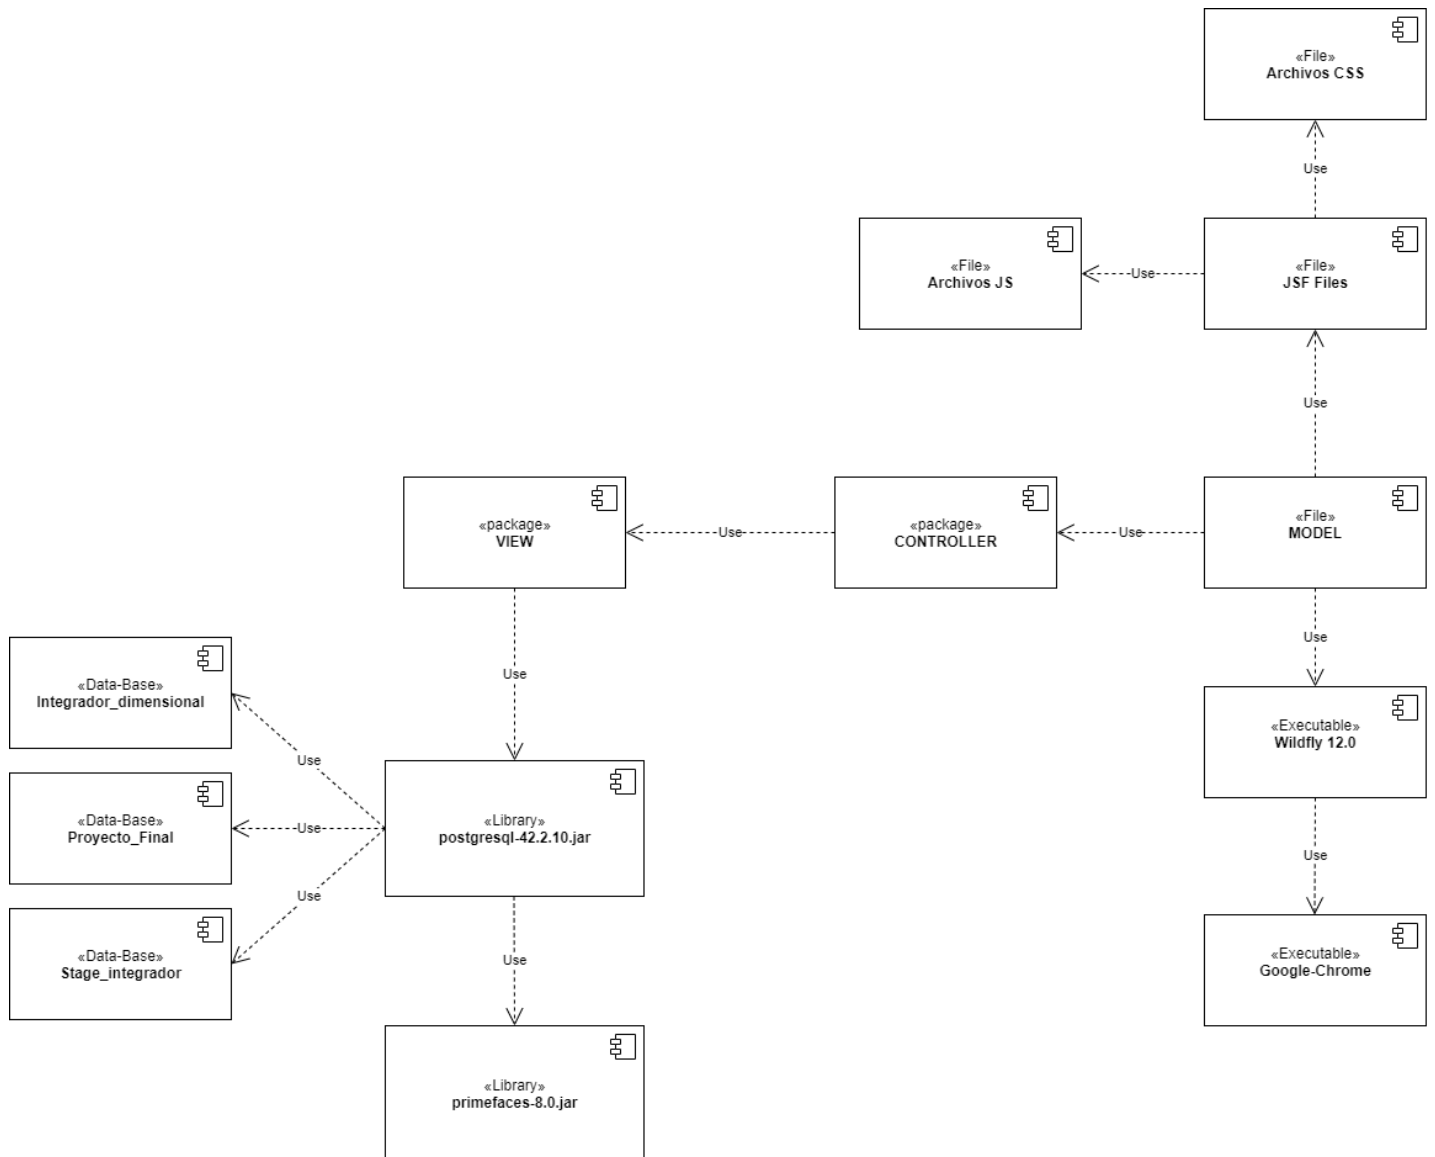 «File»
Archivos CSS
Use
«File»
Archivos JS
Use
«File»
JSF Files
Use
«package»
VIEW
Use
«package»
CONTROLLER
Use
«File»
MODEL
Use
Use
«Data-Base»
Integrador_dimensional
Use
«Executable»
Wildfly 12.0
«Data-Base»
Proyecto_Final
Use
«Library»
postgresql-42.2.10.jar
Use
Use
«Data-Base»
Stage_integrador
Use
«Executable»
Google-Chrome
«Library»
primefaces-8.0.jar